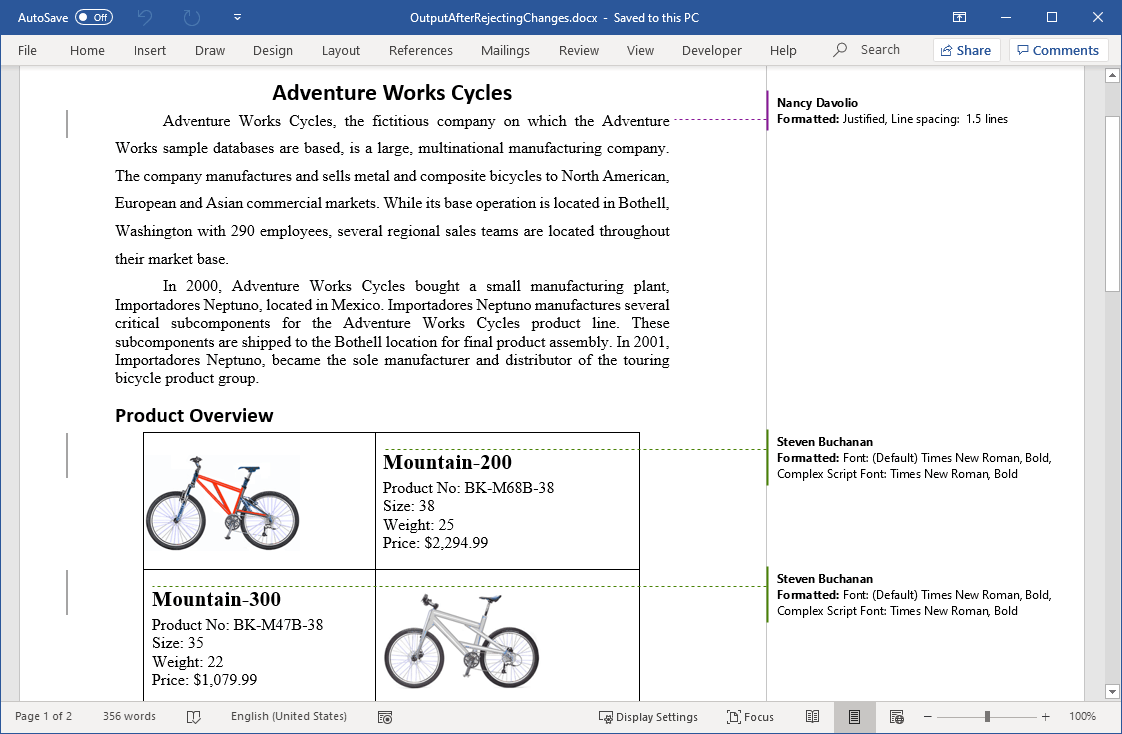 AutoSave Off OutputAfterRejectingChanges.docx - Saved to this PC
File Home Insert Draw Design Layout References Mailings Review View Developer Help Search Share Comments
Adventure Works Cycles
Adventure Works Cycles, the fictitious company on which the Adventure
Works sample databases are based, is a large, multinational manufacturing company.
The company manufactures and sells metal and composite bicycles to North American,
European and Asian commercial markets. While its base operation is located in Bothell,
Washington with 290 employees, several regional sales teams are located throughout
their market base.
In 2000, Adventure Works Cycles bought a small manufacturing plant,
Importadores Neptuno, located in Mexico. Importadores Neptuno manufactures several
critical subcomponents for the Adventure Works Cycles product line. These
subcomponents are shipped to the Bothell location for final product assembly. In 2001,
Importadores Neptuno, became the sole manufacturer and distributor of the touring
bicycle product group.
Nancy Davolio
Formatted: Justified, Line spacing: 1.5 lines
Product Overview
Mountain-200
Product No: BK-M68B-38
Size: 38
Weight: 25
Price: $2,294.99
Steven Buchanan
Formatted: Font: (Default) Times New Roman, Bold,
Complex Script Font: Times New Roman, Bold
Mountain-300
Product No: BK-M47B-38
Size: 35
Weight: 22
Price: $1,079.99
Steven Buchanan
Formatted: Font: (Default) Times New Roman, Bold,
Complex Script Font: Times New Roman, Bold
Page 1 of 2 356 words English (United States) Display Settings Focus 100%